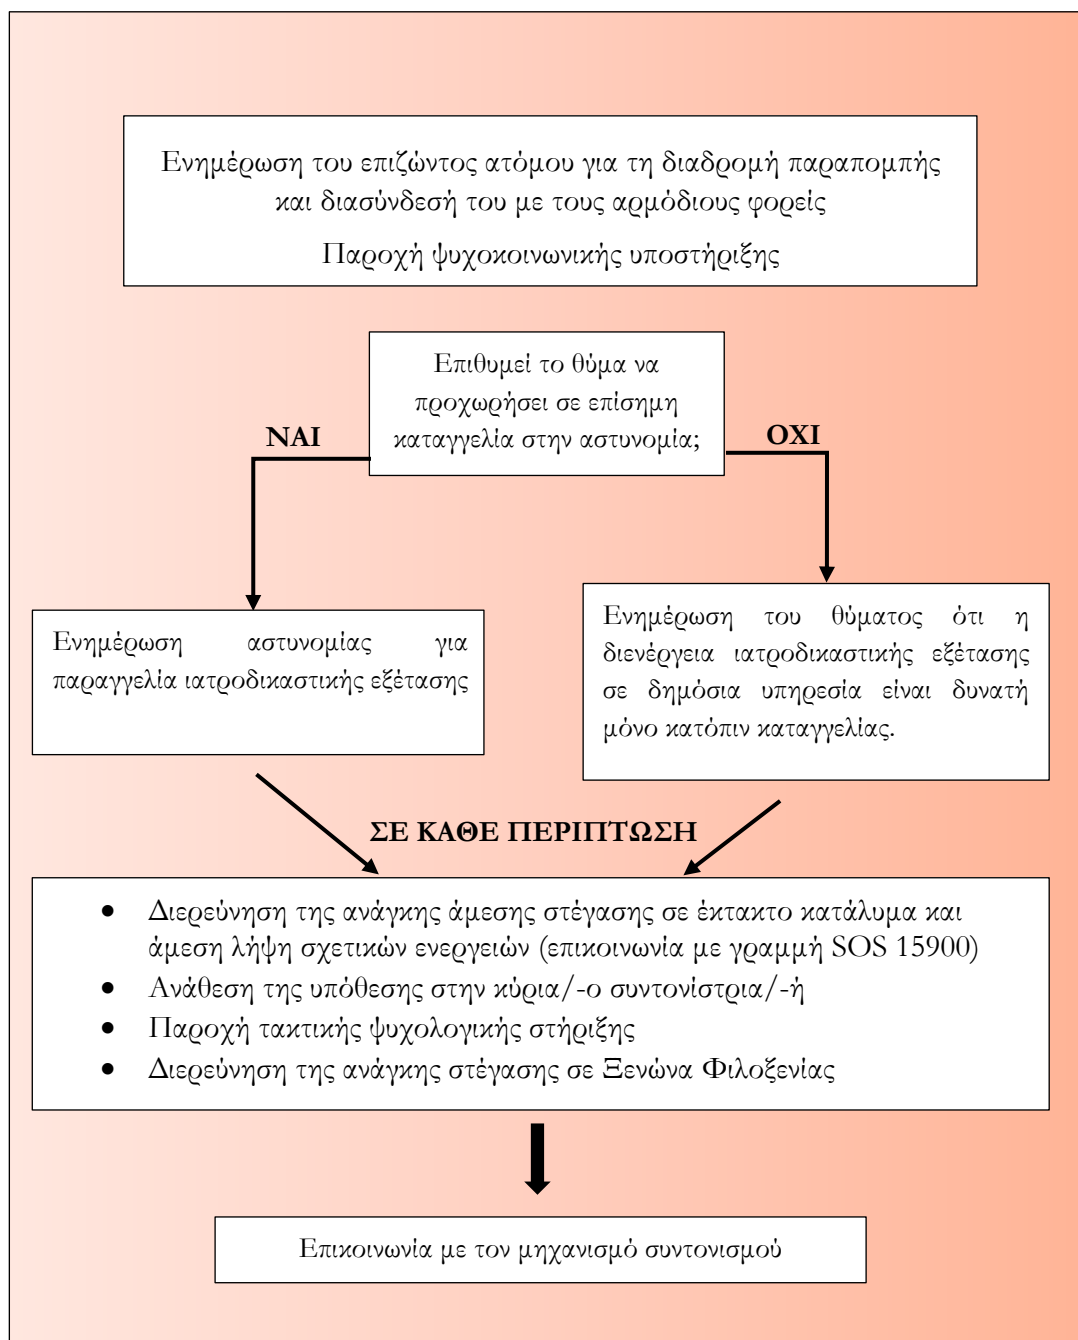 Ενημέρωση του επιζώντος ατόμου για τη διαδρομή παραπομπής
και διασύνδεσή του με τους αρμόδιους φορείς
Παροχή ψυχοκοινωνικής υποστήριξης
Επιθυμεί το θύμα να
προχωρήσει σε επίσημη
καταγγελία στην αστυνομία;
ΝΑΙ
ΟΧΙ
Ενημέρωση αστυνομίας για
παραγγελία ιατροδικαστικής εξέτασης
Ενημέρωση του θύματος ότι η
διενέργεια ιατροδικαστικής εξέτασης
σε δημόσια υπηρεσία είναι δυνατή
μόνο κατόπιν καταγγελίας.
ΣΕ ΚΑΘΕ ΠΕΡΙΠΤΩΣΗ
• Διερεύνηση της ανάγκης άμεσης στέγασης σε έκτακτο κατάλυμα και
άμεση λήψη σχετικών ενεργειών (επικοινωνία με γραμμή SOS 15900)
• Ανάθεση της υπόθεσης στην κύρια/-ο συντονίστρια/-ή
• Παροχή τακτικής ψυχολογικής στήριξης
• Διερεύνηση της ανάγκης στέγασης σε Ξενώνα Φιλοξενίας
Επικοινωνία με τον μηχανισμό συντονισμού